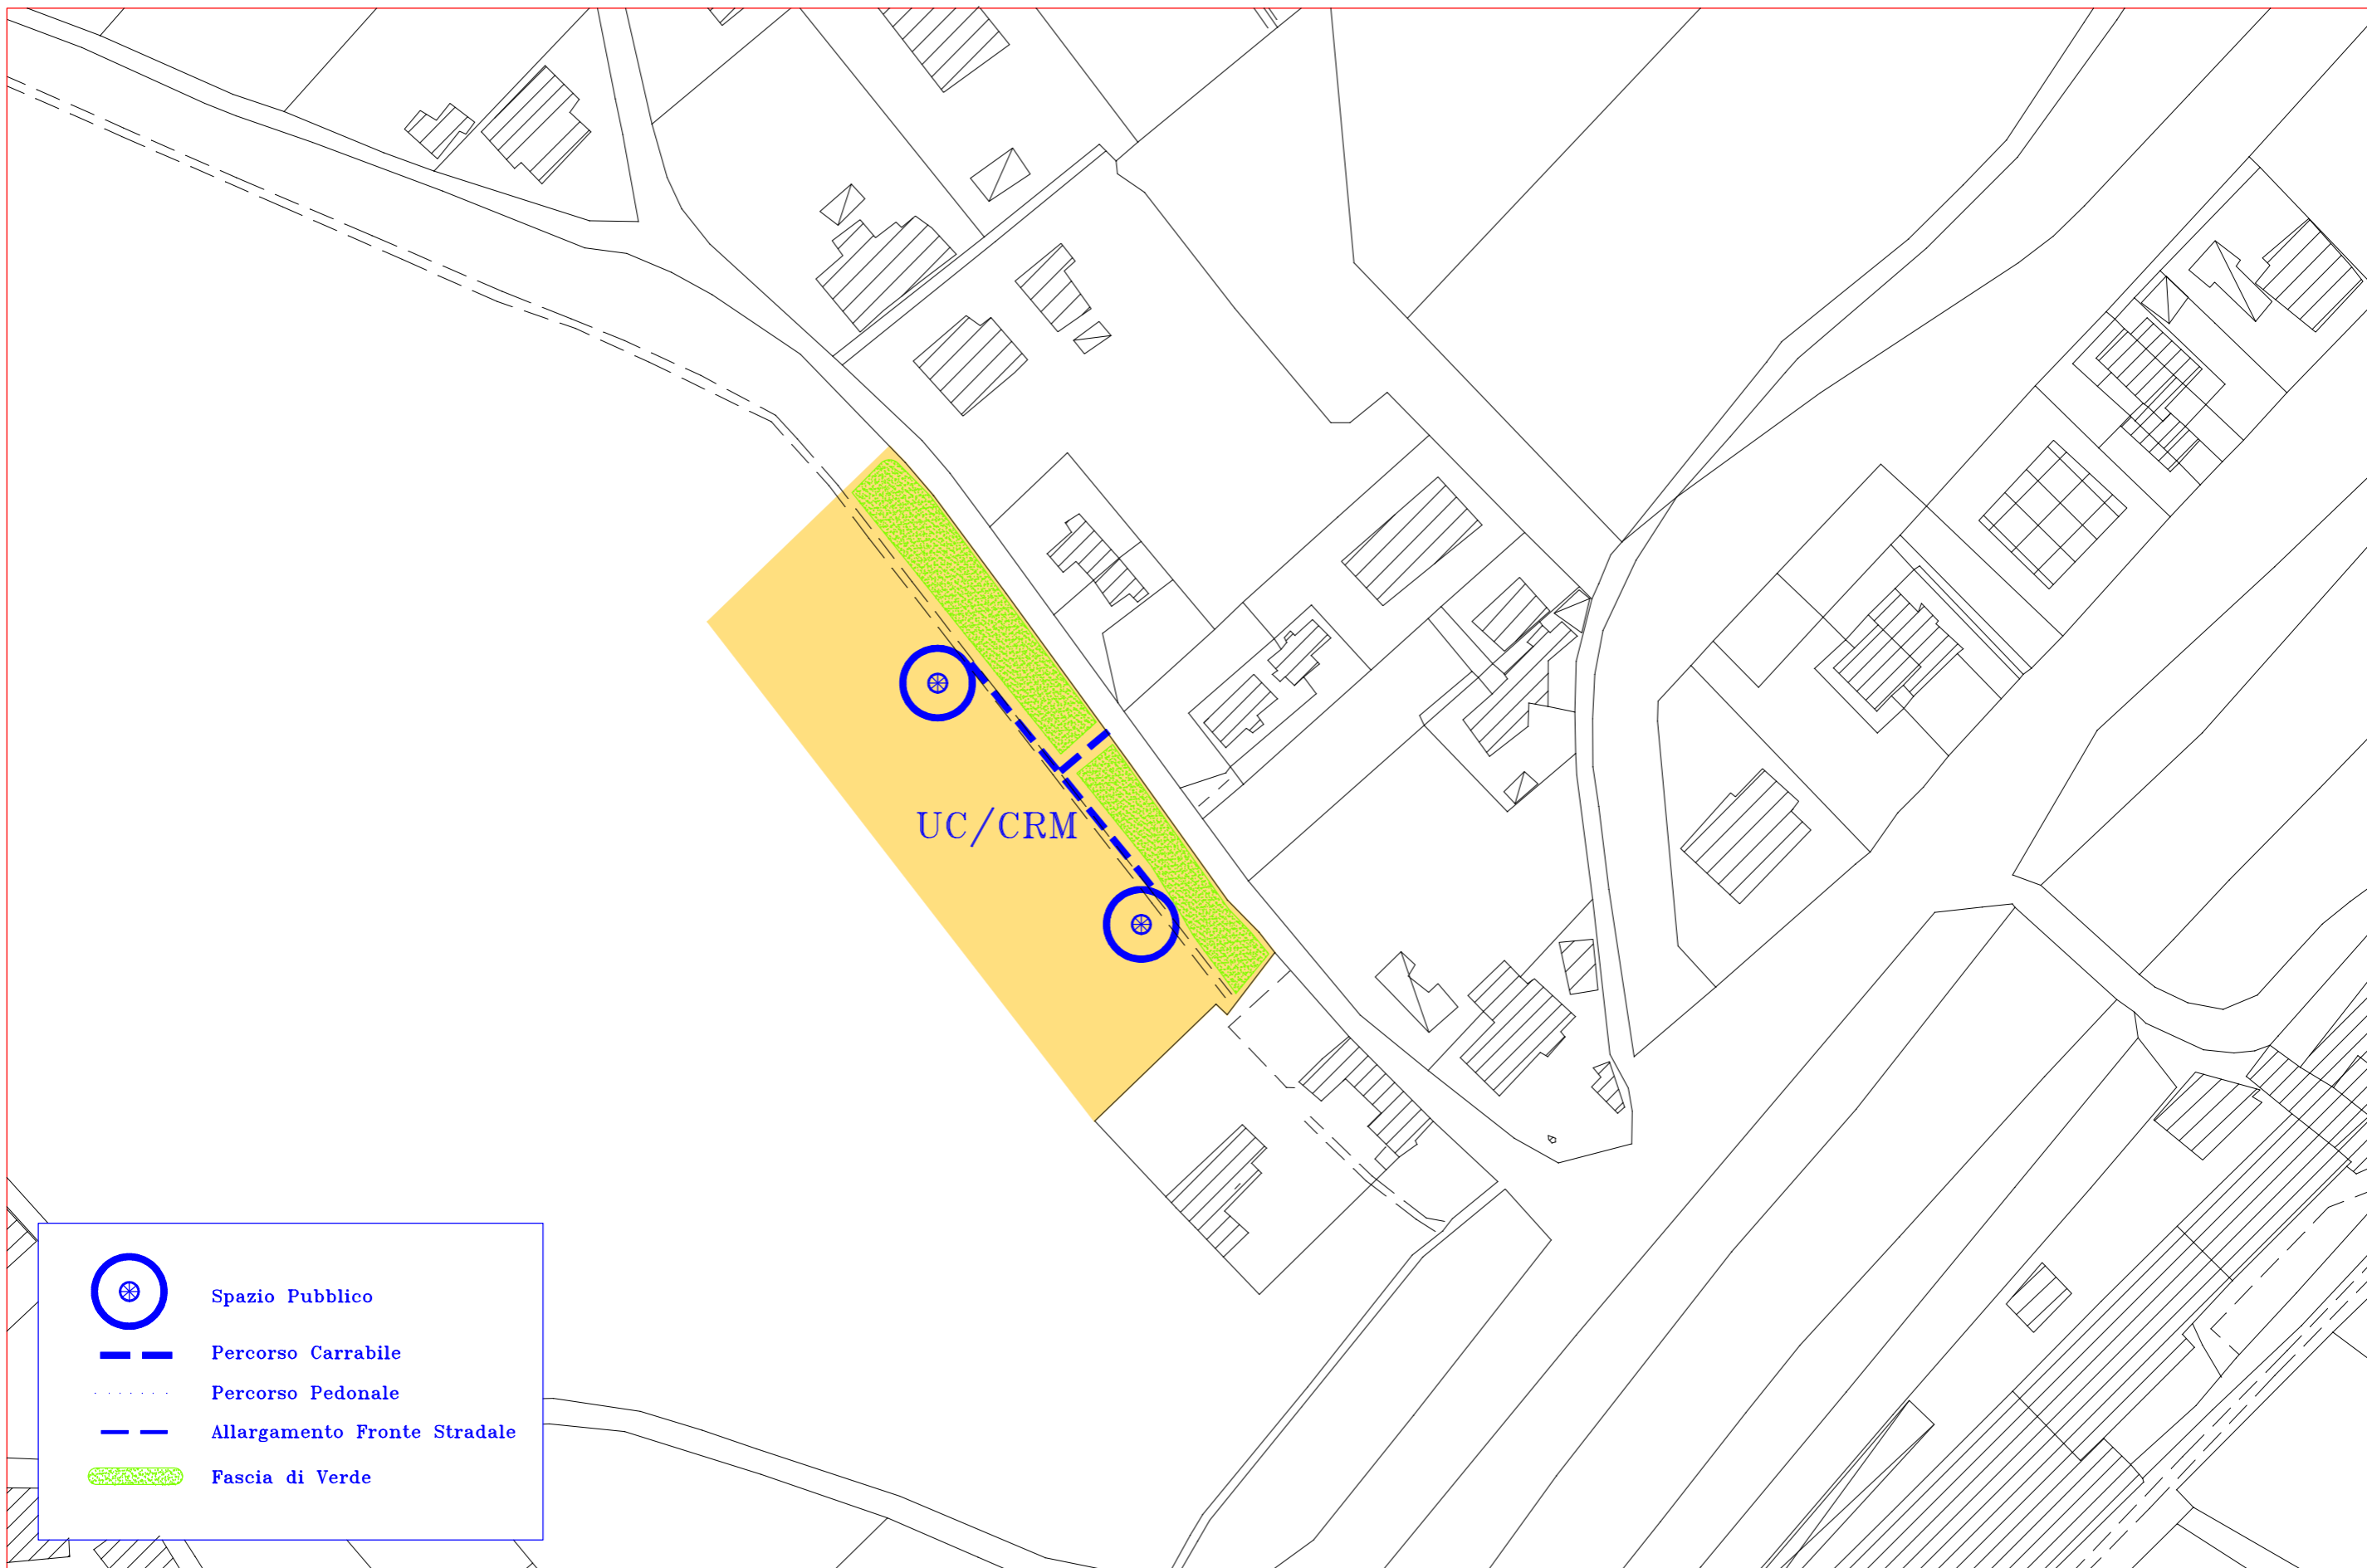 UC/CRM
Spazio Pubblico
Percorso Carrabile
Percorso Pedonale
Allargamento Fronte Stradale
Fascia di Verde